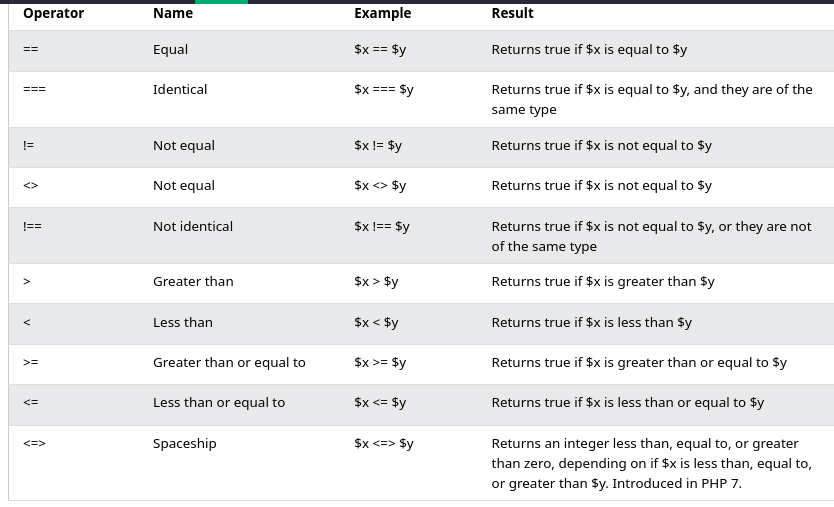 Operator Name Example Result
== Equal $x == $y Returns true if $x is equal to $y
=== Identical $x === $y Returns true if $x is equal to $y, and they are of the
same type
!= Not equal $x != $y Returns true if $x is not equal to $y
<> Not equal $x <> $y Returns true if $x is not equal to $y
!== Not identical $x !== $y Returns true if $x is not equal to $y, or they are not
of the same type
> Greater than $x > $y Returns true if $x is greater than $y
< Less than $x < $y Returns true if $x is less than $y
>= Greater than or equal to $x >= $y Returns true if $x is greater than or equal to $y
<= Less than or equal to $x <= $y Returns true if $x is less than or equal to $y
<=> Spaceship $x <=> $y Returns an integer less than, equal to, or greater
than zero, depending on if $x is less than, equal to,
or greater than $y. Introduced in PHP 7.